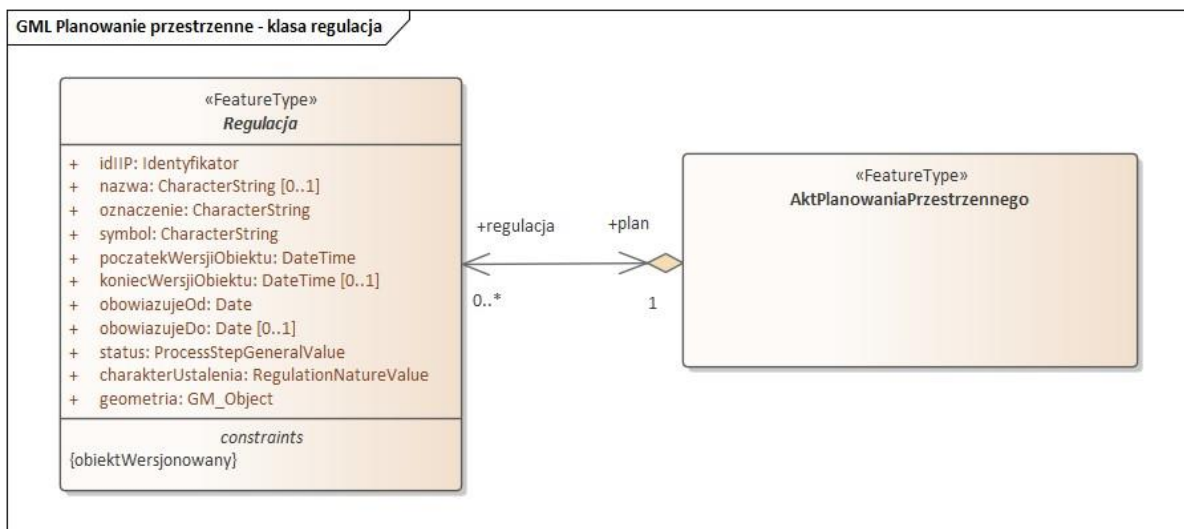 GML Planowanie przestrzenne - klasa regulacja
«FeatureType»
Regulacja
+ idIIP: Identyfikator
+ nazwa: CharacterString [0..1]
+ oznaczenie: CharacterString
+ symbol: CharacterString
+ poczatekWersjiObiektu: DateTime
+ koniecWersjiObiektu: DateTime [0..1]
+ obowiazujeOd: Date
+ obowiazujeDo: Date [0..1]
+ status: ProcessStepGeneralValue
+ charakterUstalenia: RegulationNatureValue
+ geometria: GM_Object
constraints
{obiektWersjonowany}
+regulacja
+plan
0..*
1
«FeatureType»
AktPlanowaniaPrzestrzennego